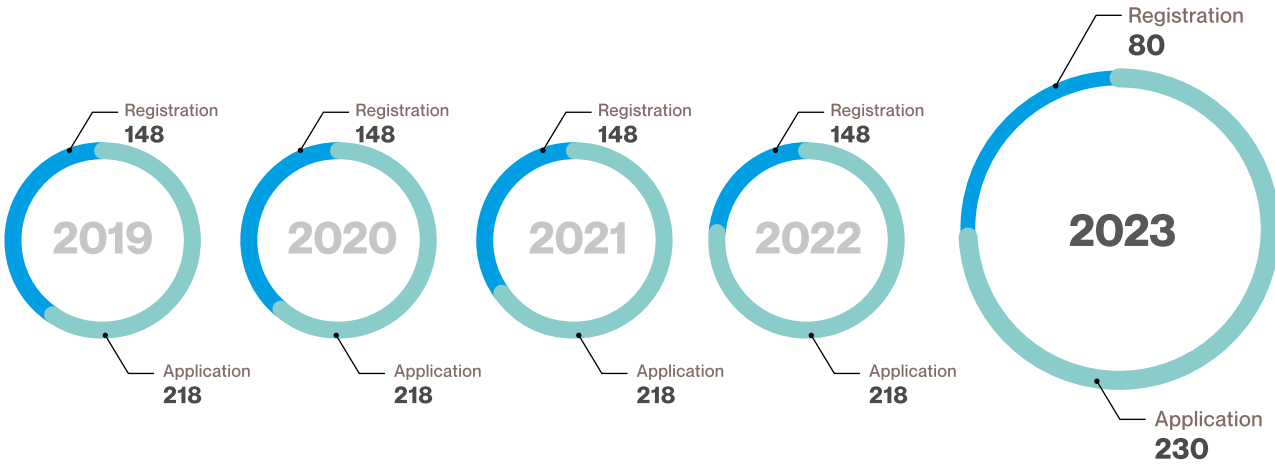 Registration
148
2019
Application
218
Registration
148
2020
Application
218
Registration
148
2021
Application
218
Registration
148
2022
Application
218
Registration
80
2023
Application
230